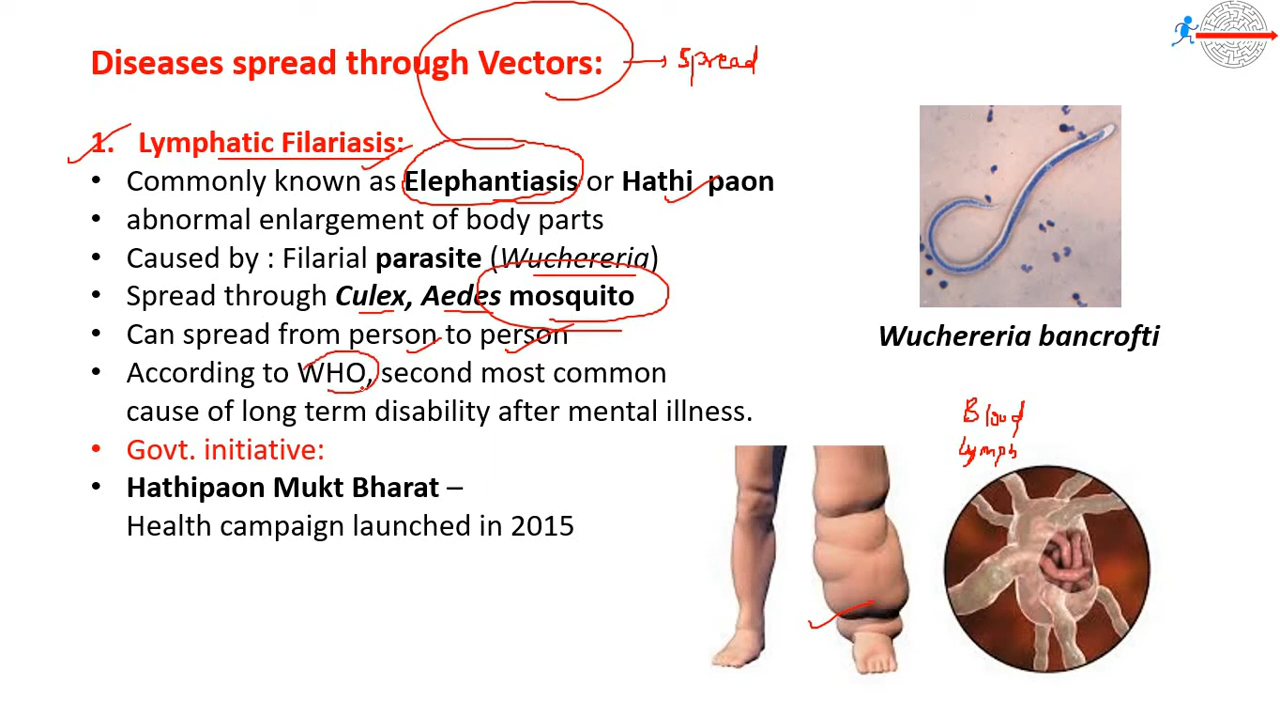 Diseases spread through Vectors:
Spread
1. Lymphatic Filariasis:
• Commonly known as Elephantiasis or Hathi paon
• abnormal enlargement of body parts
• Caused by : Filarial parasite (Wuchereria)
• Spread through Culex, Aedes mosquito
• Can spread from person to person
• According to WHO, second most common
cause of long term disability after mental illness.
• Govt. initiative:
• Hathipaon Mukt Bharat –
Health campaign launched in 2015
Wuchereria bancrofti
Blood
Lymph